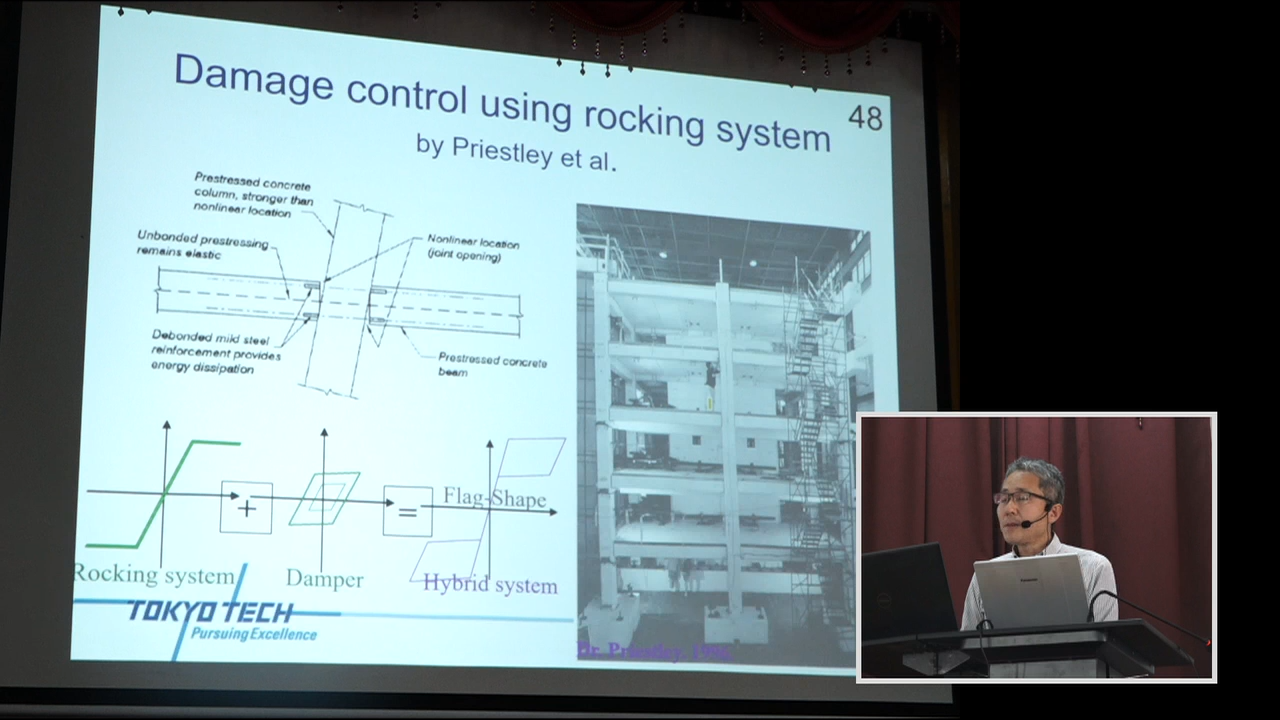 Damage control using rocking system
48
by Priestley et al.
Prestressed concrete
column, stronger than
nonlinear location
Unbonded prestressing
remains elastic
Nonlinear location
(joint opening)
Debonded mild steel
reinforcement provides
energy dissipation
Prestressed concrete
beam
+
=
Flag-Shape
Rocking system
Damper
Hybrid system
TOKYO TECH
Pursuing Excellence
Dr. Priestley, 1996